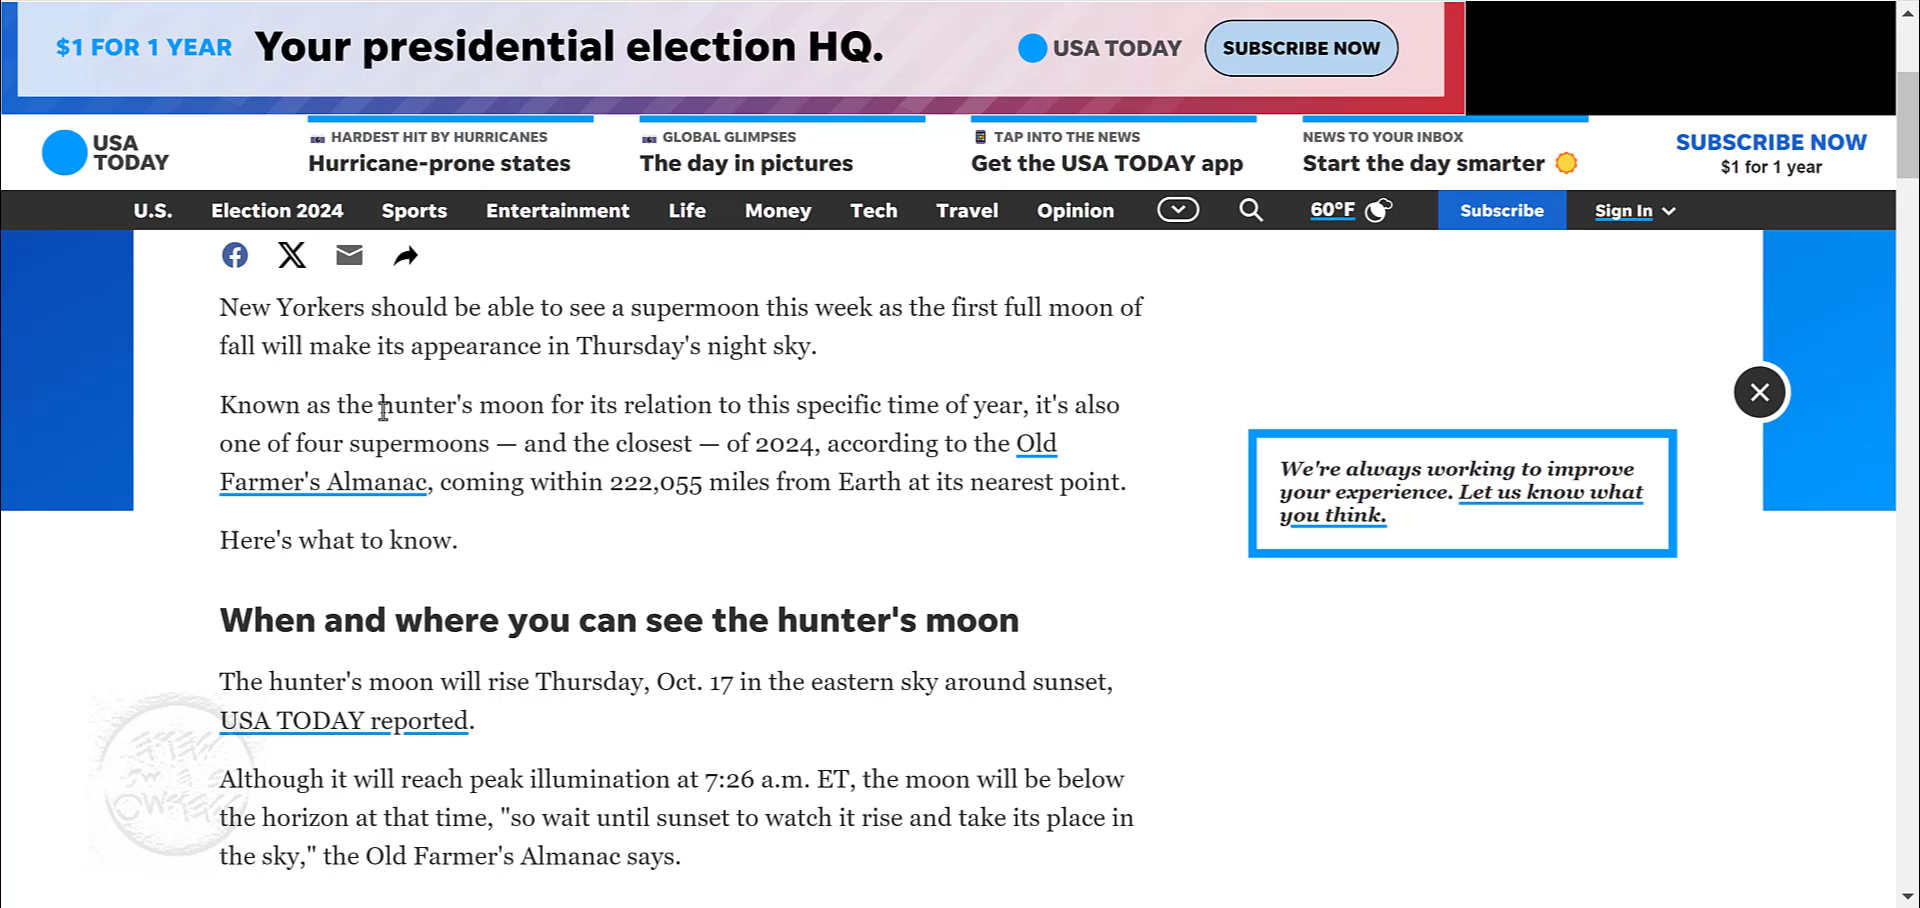 $1 FOR 1 YEAR Your presidential election HQ. USA TODAY SUBSCRIBE NOW
USA
TODAY
HARDEST HIT BY HURRICANES
Hurricane-prone states
GLOBAL GLIMPSES
The day in pictures
TAP INTO THE NEWS
Get the USA TODAY app
NEWS TO YOUR INBOX
Start the day smarter
SUBSCRIBE NOW
$1 for 1 year
U.S. Election 2024 Sports Entertainment Life Money Tech Travel Opinion 60°F Subscribe Sign In
New Yorkers should be able to see a supermoon this week as the first full moon of
fall will make its appearance in Thursday's night sky.
Known as the hunter's moon for its relation to this specific time of year, it's also
one of four supermoons — and the closest — of 2024, according to the Old
Farmer's Almanac, coming within 222,055 miles from Earth at its nearest point.
Here's what to know.
When and where you can see the hunter's moon
The hunter's moon will rise Thursday, Oct. 17 in the eastern sky around sunset,
USA TODAY reported.
Although it will reach peak illumination at 7:26 a.m. ET, the moon will be below
the horizon at that time, "so wait until sunset to watch it rise and take its place in
the sky," the Old Farmer's Almanac says.
We're always working to improve
your experience. Let us know what
you think.